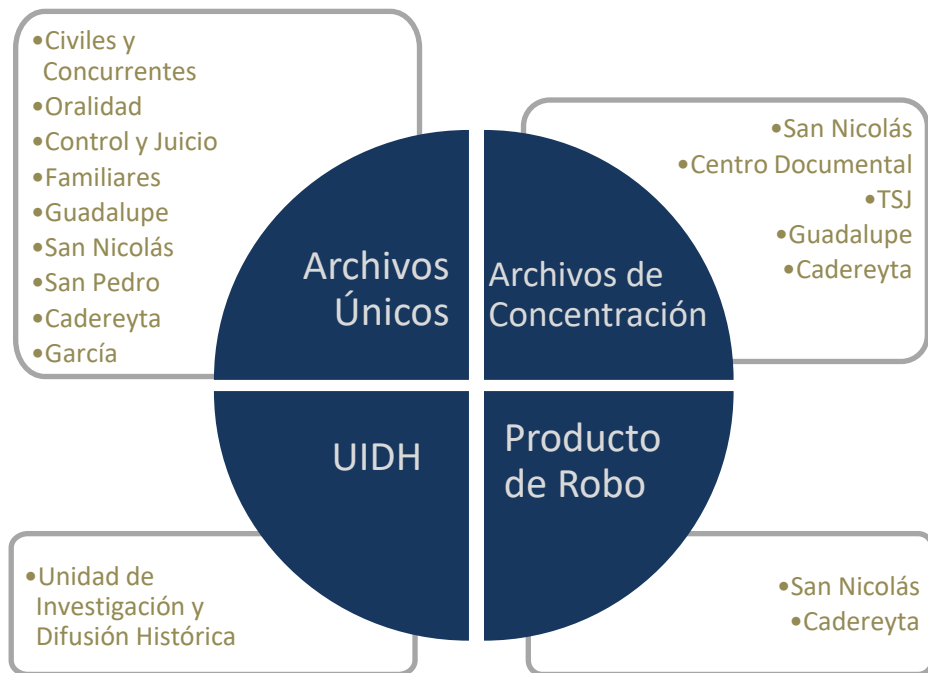 •Civiles y
Concurrentes
•Oralidad
•Control y Juicio
•Familiares
•Guadalupe
•San Nicolás
•San Pedro
•Cadereyta
•García
•San Nicolás
•Centro Documental
•TSJ
•Guadalupe
•Cadereyta
Archivos
Únicos
Archivos de
Concentración
UIDH
Producto
de Robo
•Unidad de
Investigación y
Difusión Histórica
•San Nicolás
•Cadereyta